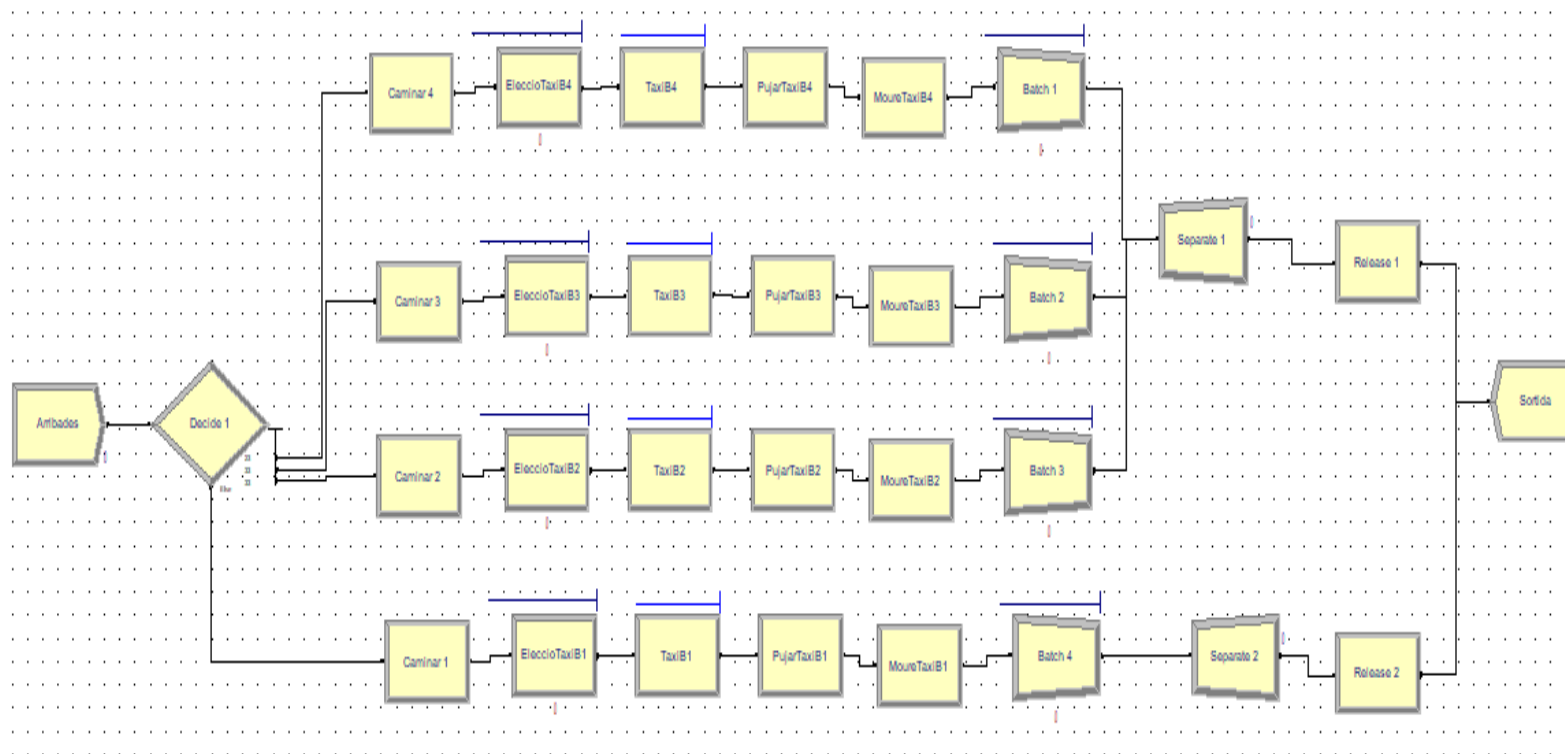 Caminar 4
EleccioTaxiB4
TaxiB4
PujarTaxiB4
MoureTaxiB4
Batch 1
Separate 1
Release 1
Caminar 3
EleccioTaxiB3
TaxiB3
PujarTaxiB3
MoureTaxiB3
Batch 2
Arribades
Decide 1
Else
Sortida
Caminar 2
EleccioTaxiB2
TaxiB2
PujarTaxiB2
MoureTaxiB2
Batch 3
Caminar 1
EleccioTaxiB1
TaxiB1
PujarTaxiB1
MoureTaxiB1
Batch 4
Separate 2
Release 2